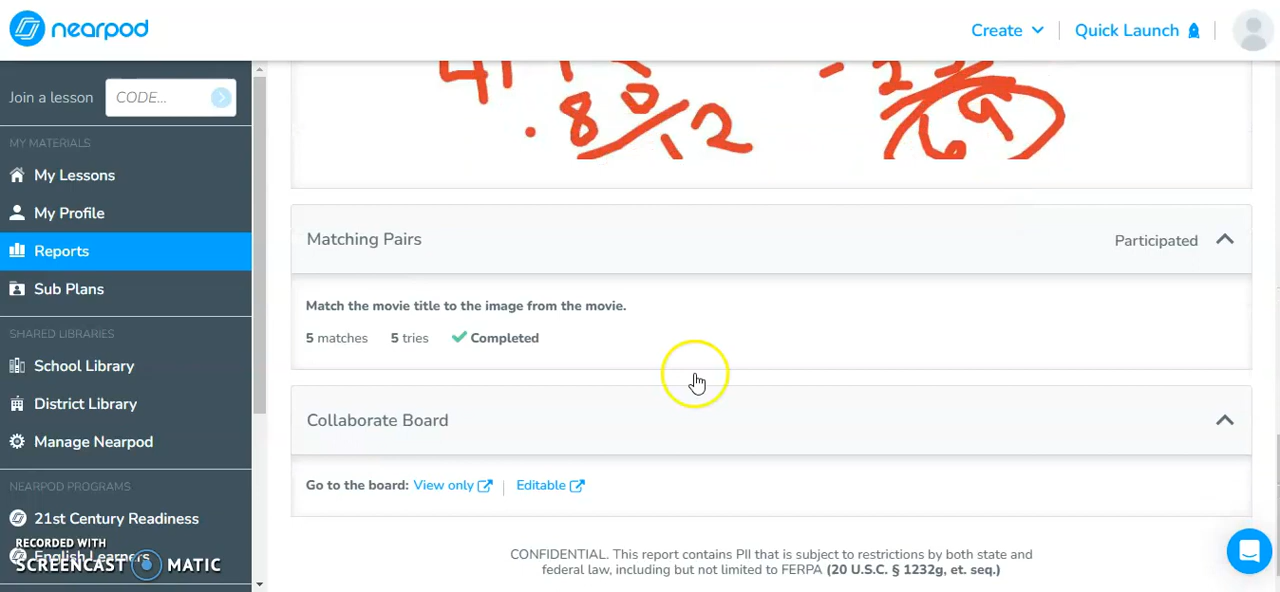 nearpod
Create
Quick Launch
Join a lesson
CODE...
MY MATERIALS
My Lessons
My Profile
Reports
Sub Plans
SHARED LIBRARIES
School Library
District Library
Manage Nearpod
NEARPOD PROGRAMS
21st Century Readiness
English Learners
RECORDED WITH
SCREENCAST MATIC
Matching Pairs
Participated
Match the movie title to the image from the movie.
5 matches 5 tries Completed
Collaborate Board
Go to the board: View only | Editable
CONFIDENTIAL. This report contains PII that is subject to restrictions by both state and
federal law, including but not limited to FERPA (20 U.S.C. § 1232g, et. seq.)